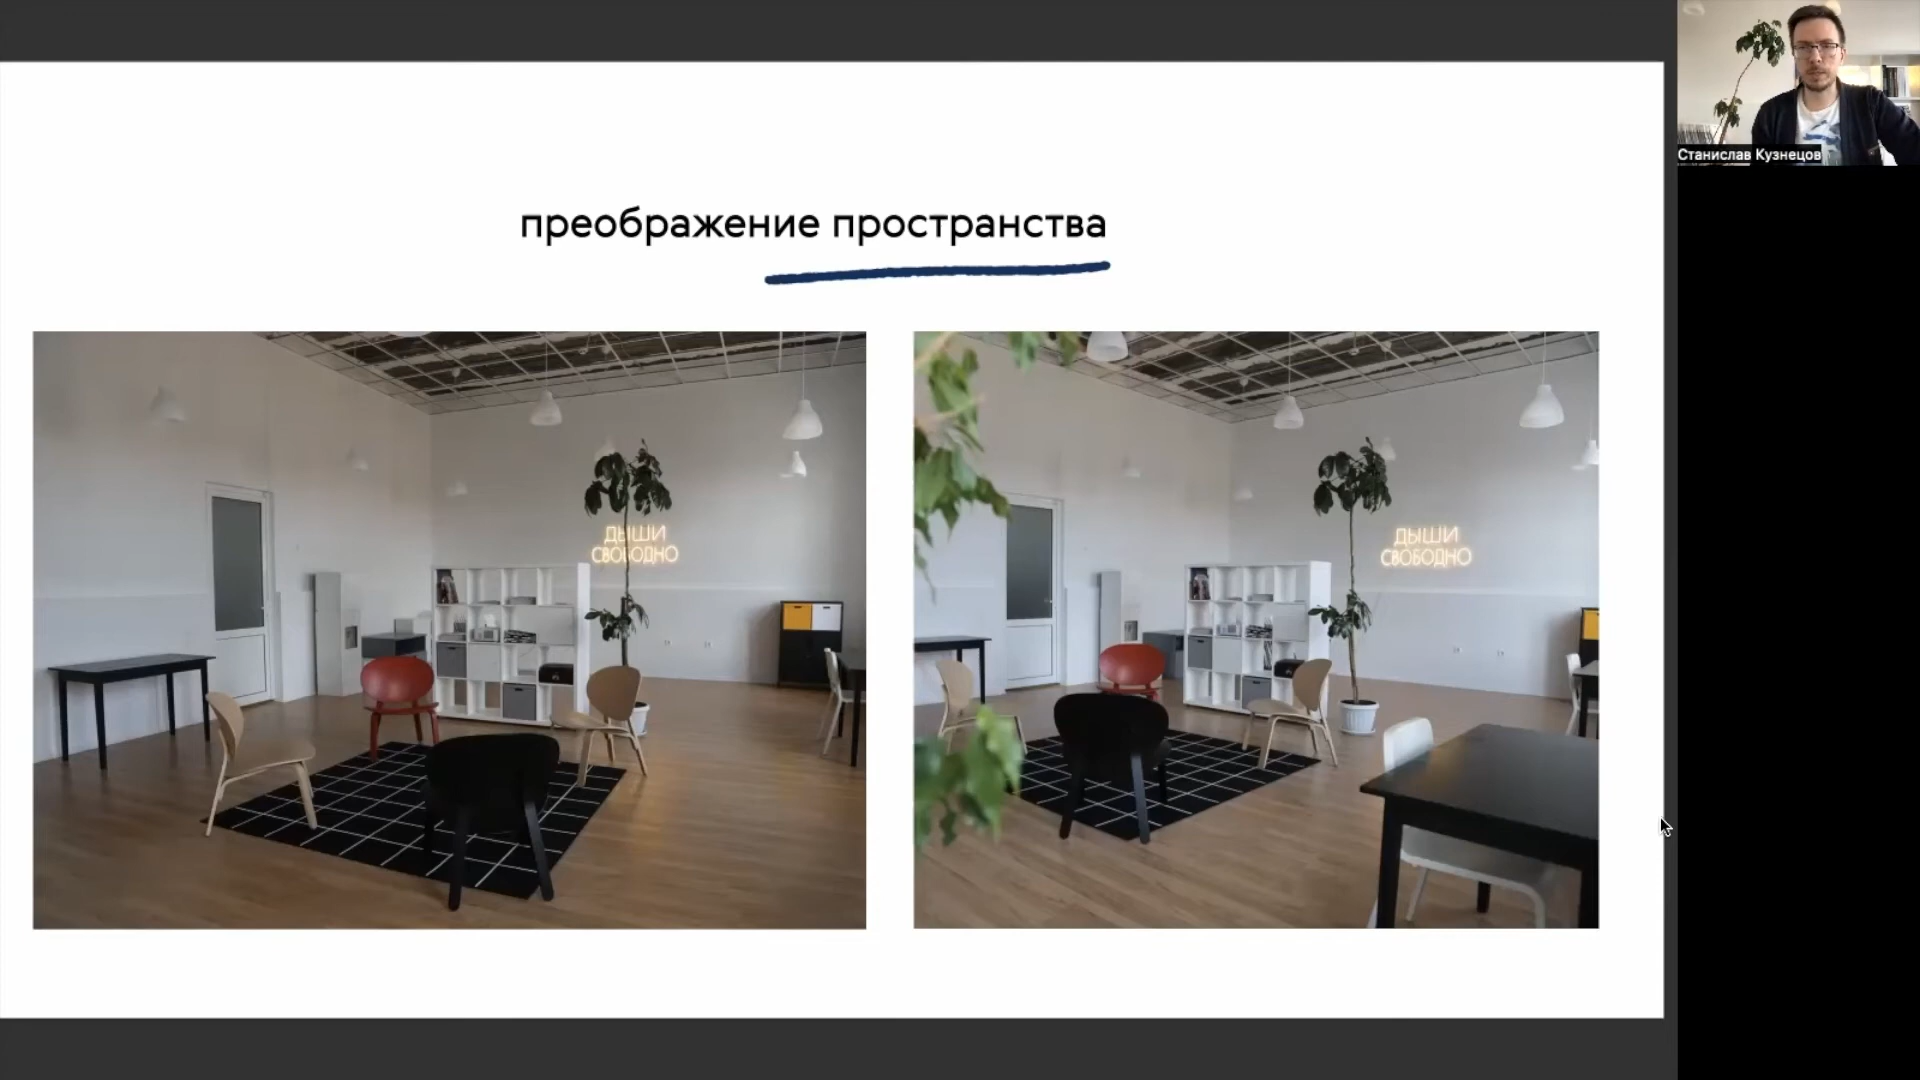 преображение пространства
ДЫШИ
СВОБОДНО
ДЫШИ
СВОБОДНО
Станислав Кузнецов